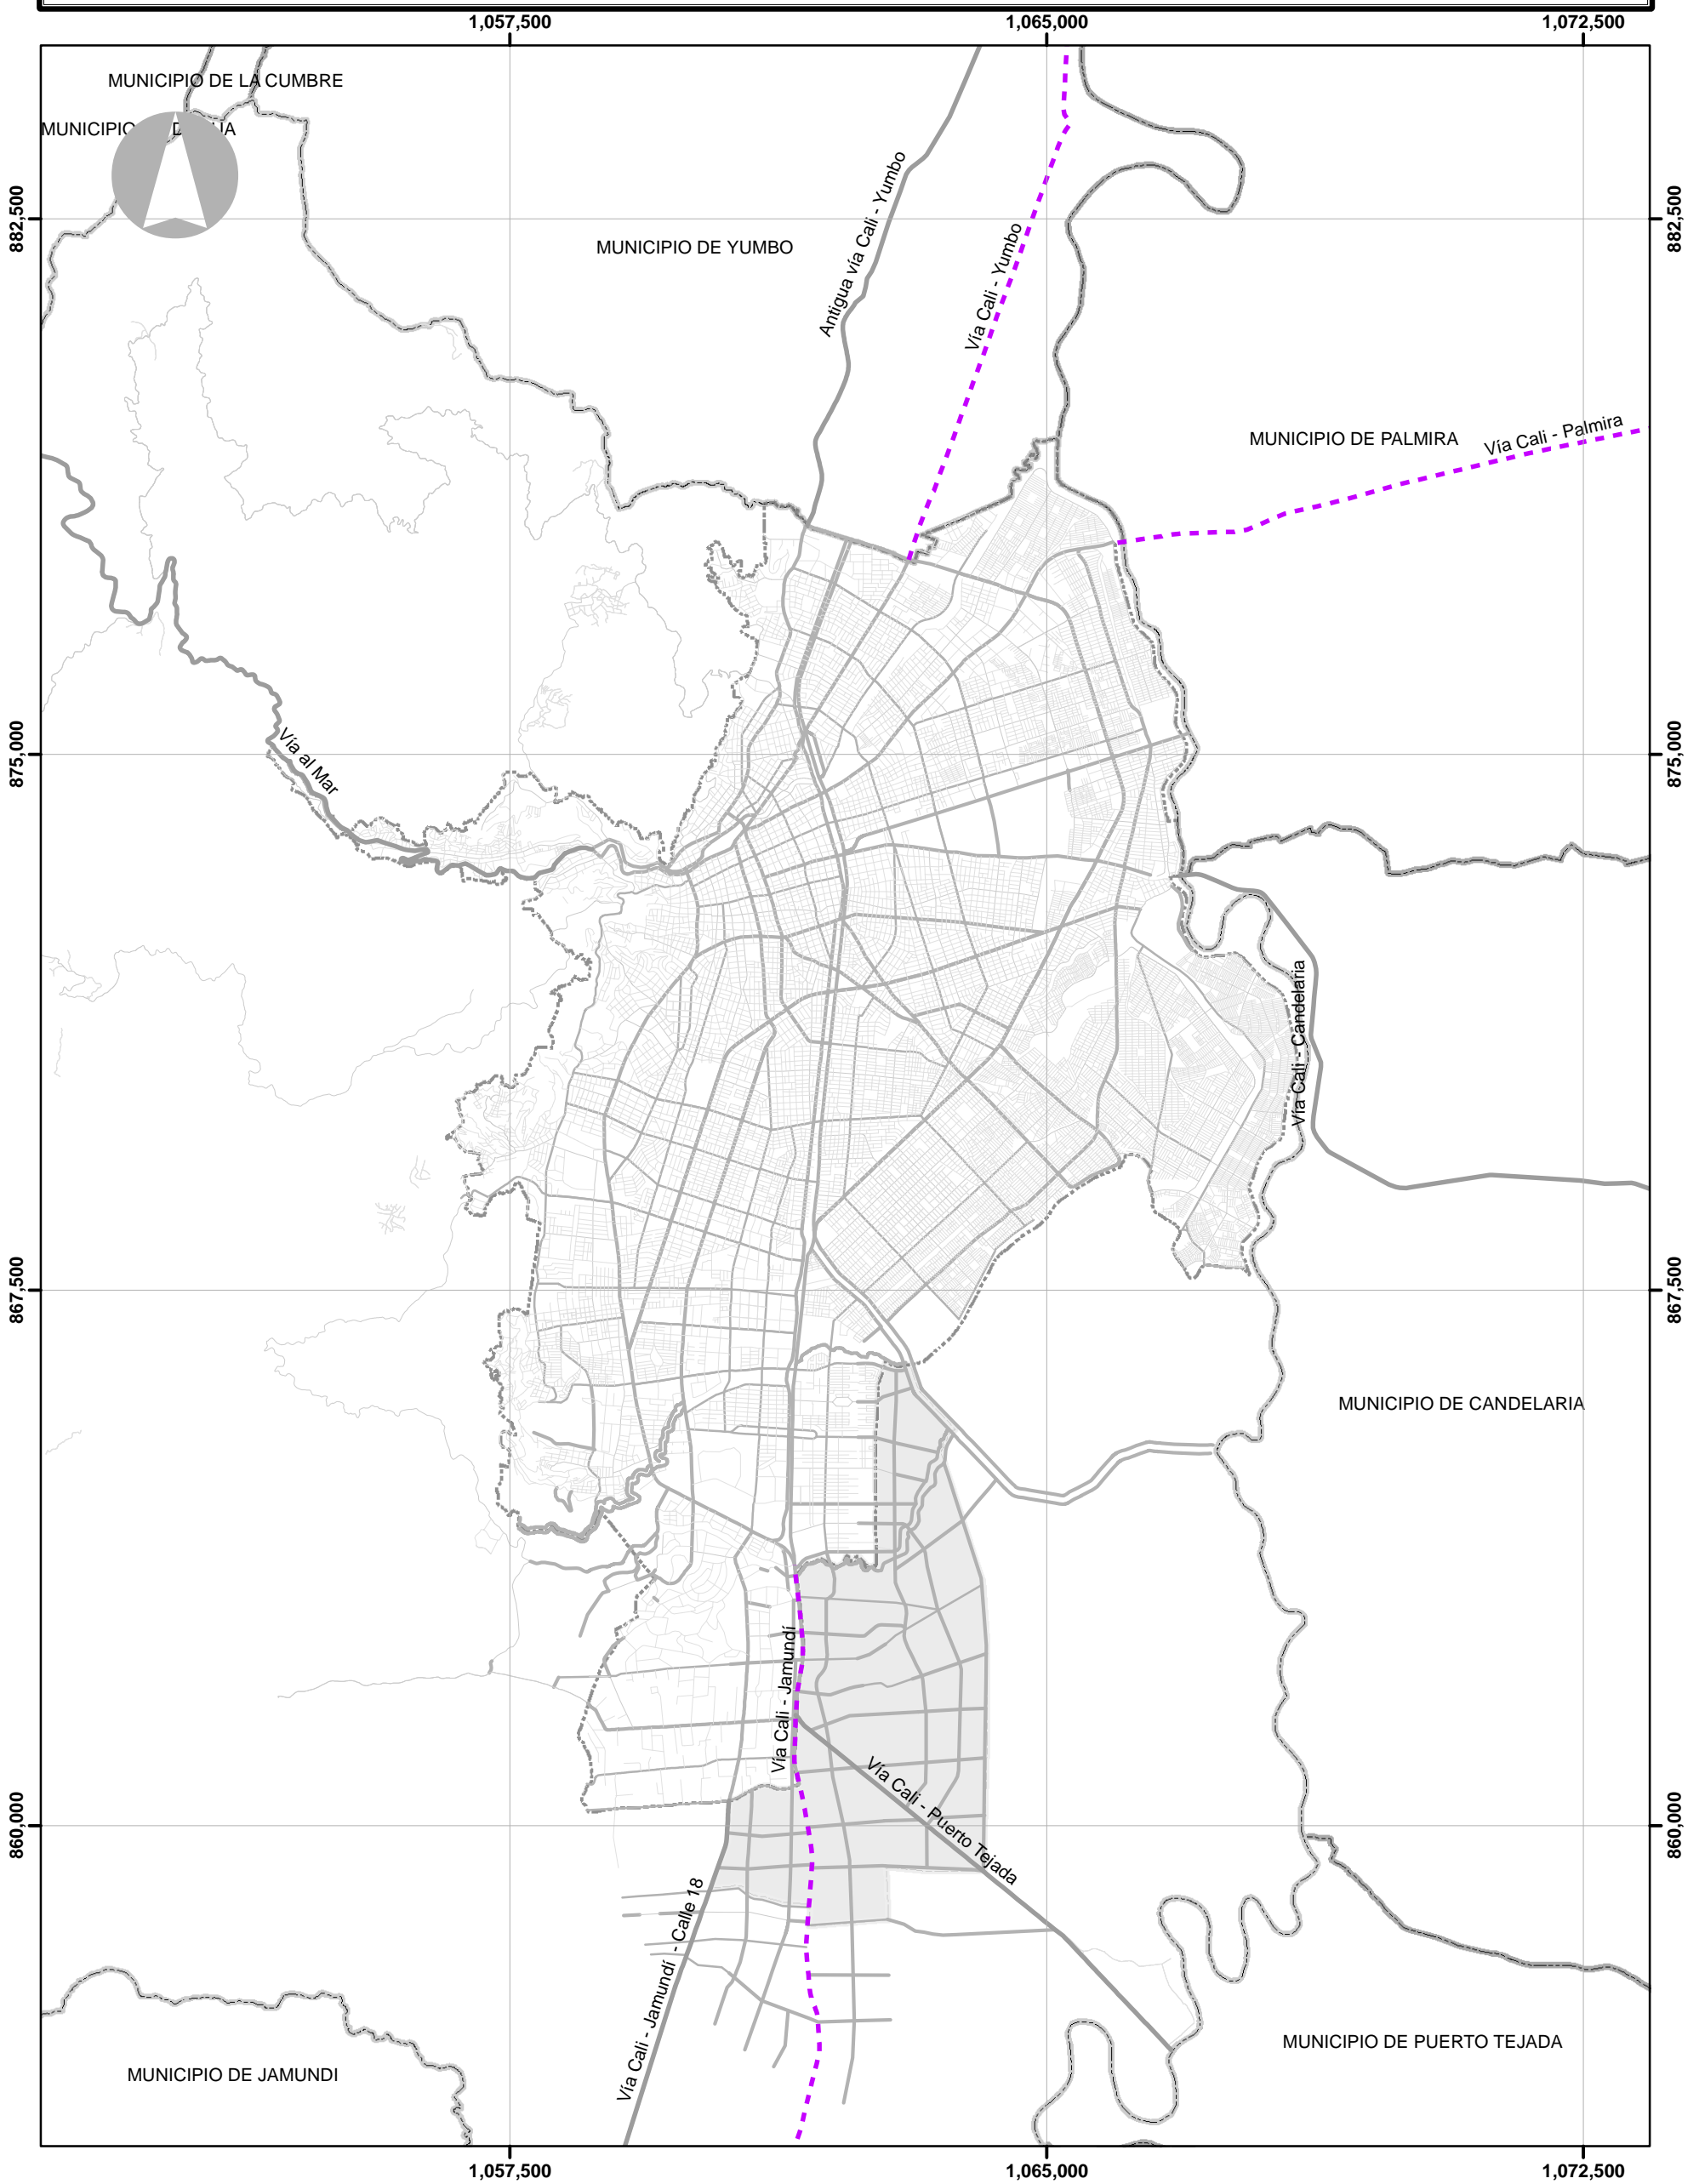 1,057,500
1,065,000
1,072,500
MUNICIPIO DE LA CUMBRE
MUNICIPIO
882,500
882,500
MUNICIPIO DE YUMBO
Antigua vía Cali - Yumbo
Vía Cali - Yumbo
MUNICIPIO DE PALMIRA
Vía Cali - Palmira
875,000
875,000
Vía al Mar
Vía Cali - Candelaria
867,500
867,500
MUNICIPIO DE CANDELARIA
Vía Cali - Jamundí
Vía Cali - Puerto Tejada
860,000
860,000
Vía Cali - Jamundí - Calle 18
MUNICIPIO DE PUERTO TEJADA
MUNICIPIO DE JAMUNDI
1,057,500
1,065,000
1,072,500